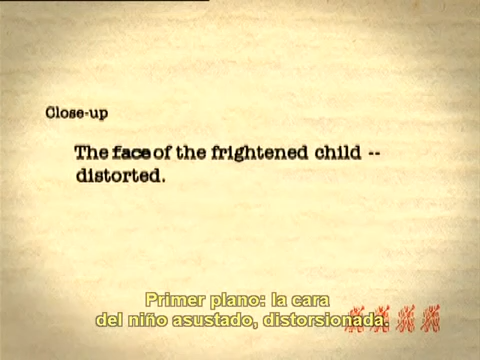 Close-up
The face of the frightened child --
distorted.
Primer plano: la cara
del niño asustado, distorsionada.